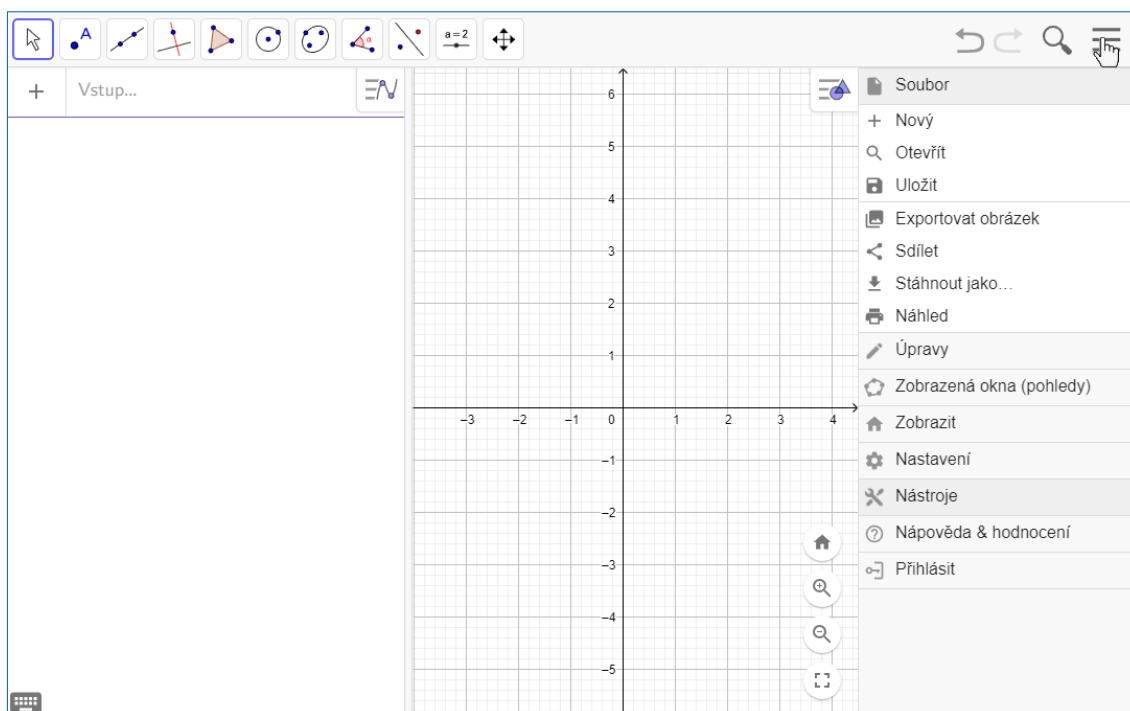 A
α
a=2
Vstup...
Soubor
Nový
Otevřít
Uložit
Exportovat obrázek
Sdílet
Stáhnout jako…
Náhled
Úpravy
Zobrazená okna (pohledy)
Zobrazit
Nastavení
Nástroje
Nápověda & hodnocení
Přihlásit
6
5
4
3
2
1
–3 –2 –1 0 1 2 3 4
–1
–2
–3
–4
–5